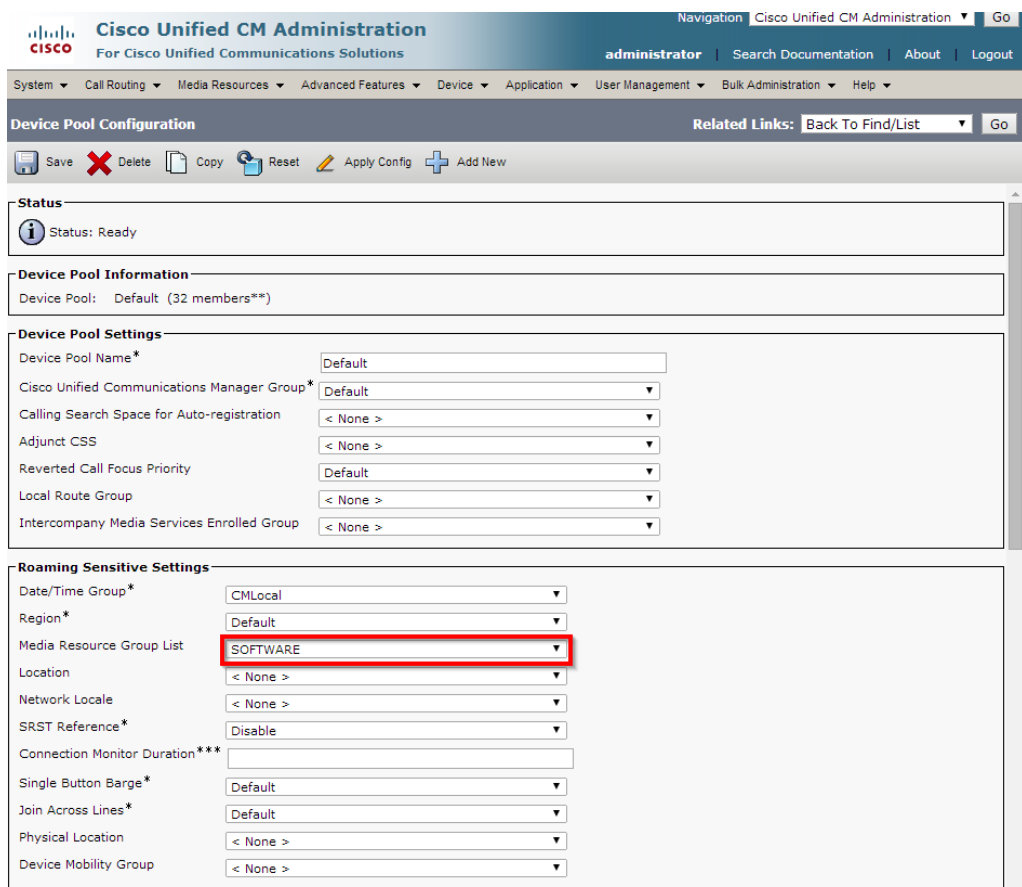 Navigation Cisco Unified CM Administration Go
CISCO
Cisco Unified CM Administration
For Cisco Unified Communications Solutions
administrator | Search Documentation | About | Logout
System Call Routing Media Resources Advanced Features Device Application User Management Bulk Administration Help
Device Pool Configuration Related Links: Back To Find/List Go
Save Delete Copy Reset Apply Config Add New
Status
Status: Ready
Device Pool Information
Device Pool: Default (32 members**)
Device Pool Settings
Device Pool Name* Default
Cisco Unified Communications Manager Group* Default
Calling Search Space for Auto-registration < None >
Adjunct CSS < None >
Reverted Call Focus Priority Default
Local Route Group < None >
Intercompany Media Services Enrolled Group < None >
Roaming Sensitive Settings
Date/Time Group* CMLocal
Region* Default
Media Resource Group List SOFTWARE
Location < None >
Network Locale < None >
SRST Reference* Disable
Connection Monitor Duration***
Single Button Barge* Default
Join Across Lines* Default
Physical Location < None >
Device Mobility Group < None >